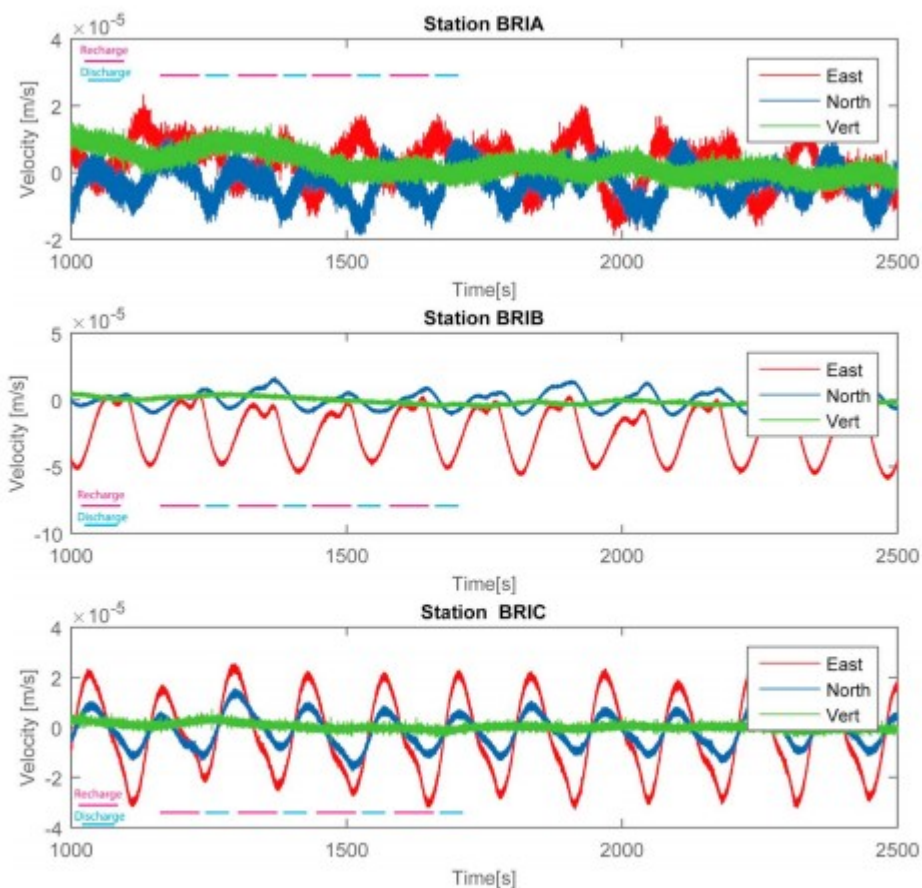 Station BRIA
×10⁻⁵
4
2
0
-2
Velocity [m/s]
Recharge
Discharge
East
North
Vert
1000 1500 2000 2500
Time[s]
Station BRIB
×10⁻⁵
5
0
-5
-10
Velocity [m/s]
East
North
Vert
Recharge
Discharge
1000 1500 2000 2500
Time[s]
Station BRIC
×10⁻⁵
4
2
0
-2
-4
Velocity [m/s]
East
North
Vert
Recharge
Discharge
1000 1500 2000 2500
Time[s]